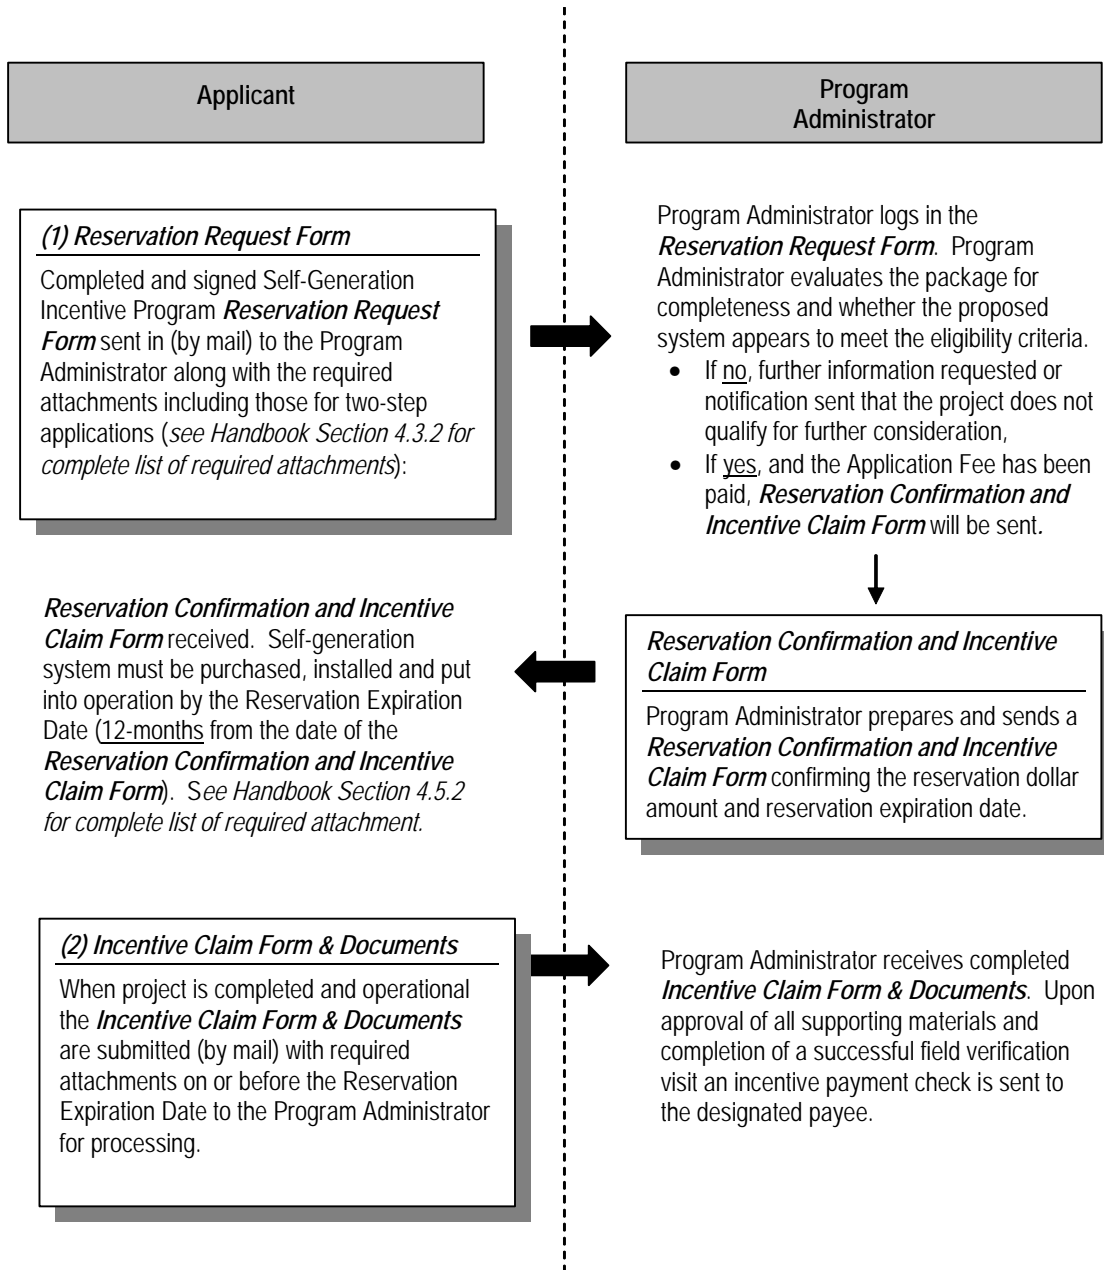 Applicant
Program
Administrator
(1) Reservation Request Form
Completed and signed Self-Generation
Incentive Program Reservation Request
Form sent in (by mail) to the Program
Administrator along with the required
attachments including those for two-step
applications (see Handbook Section 4.3.2 for
complete list of required attachments):
Program Administrator logs in the
Reservation Request Form. Program
Administrator evaluates the package for
completeness and whether the proposed
system appears to meet the eligibility criteria.
• If no, further information requested or
notification sent that the project does not
qualify for further consideration,
• If yes, and the Application Fee has been
paid, Reservation Confirmation and
Incentive Claim Form will be sent.
Reservation Confirmation and Incentive
Claim Form
Program Administrator prepares and sends a
Reservation Confirmation and Incentive
Claim Form confirming the reservation dollar
amount and reservation expiration date.
Reservation Confirmation and Incentive
Claim Form received. Self-generation
system must be purchased, installed and put
into operation by the Reservation Expiration
Date (12-months from the date of the
Reservation Confirmation and Incentive
Claim Form). See Handbook Section 4.5.2
for complete list of required attachment.
(2) Incentive Claim Form & Documents
When project is completed and operational
the Incentive Claim Form & Documents
are submitted (by mail) with required
attachments on or before the Reservation
Expiration Date to the Program Administrator
for processing.
Program Administrator receives completed
Incentive Claim Form & Documents. Upon
approval of all supporting materials and
completion of a successful field verification
visit an incentive payment check is sent to
the designated payee.